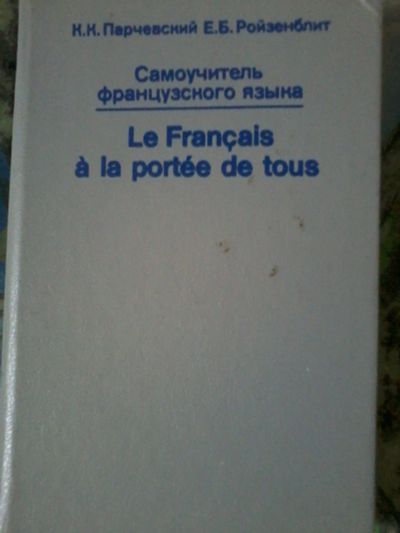 К.К. Парчевский Е.Б. Ройзенблит
Самоучитель
французского языка
Le Français
à la portée de tous